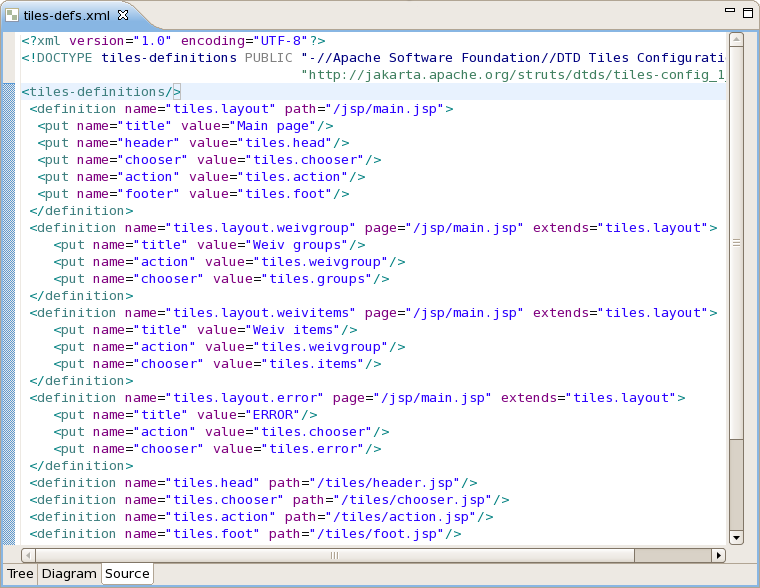 tiles-defs.xml
<?xml version="1.0" encoding="UTF-8"?>
<!DOCTYPE tiles-definitions PUBLIC "-//Apache Software Foundation//DTD Tiles Configurati
"http://jakarta.apache.org/struts/dtds/tiles-config_1_
<tiles-definitions/>
<definition name="tiles.layout" path="/jsp/main.jsp">
<put name="title" value="Main page"/>
<put name="header" value="tiles.head"/>
<put name="chooser" value="tiles.chooser"/>
<put name="action" value="tiles.action"/>
<put name="footer" value="tiles.foot"/>
</definition>
<definition name="tiles.layout.weivgroup" page="/jsp/main.jsp" extends="tiles.layout">
<put name="title" value="Weiv groups"/>
<put name="action" value="tiles.weivgroup"/>
<put name="chooser" value="tiles.groups"/>
</definition>
<definition name="tiles.layout.weivitems" page="/jsp/main.jsp" extends="tiles.layout">
<put name="title" value="Weiv items"/>
<put name="action" value="tiles.weivgroup"/>
<put name="chooser" value="tiles.items"/>
</definition>
<definition name="tiles.layout.error" page="/jsp/main.jsp" extends="tiles.layout">
<put name="title" value="ERROR"/>
<put name="action" value="tiles.chooser"/>
<put name="chooser" value="tiles.error"/>
</definition>
<definition name="tiles.head" path="/tiles/header.jsp"/>
<definition name="tiles.chooser" path="/tiles/chooser.jsp"/>
<definition name="tiles.action" path="/tiles/action.jsp"/>
<definition name="tiles.foot" path="/tiles/foot.jsp"/>
Tree Diagram Source